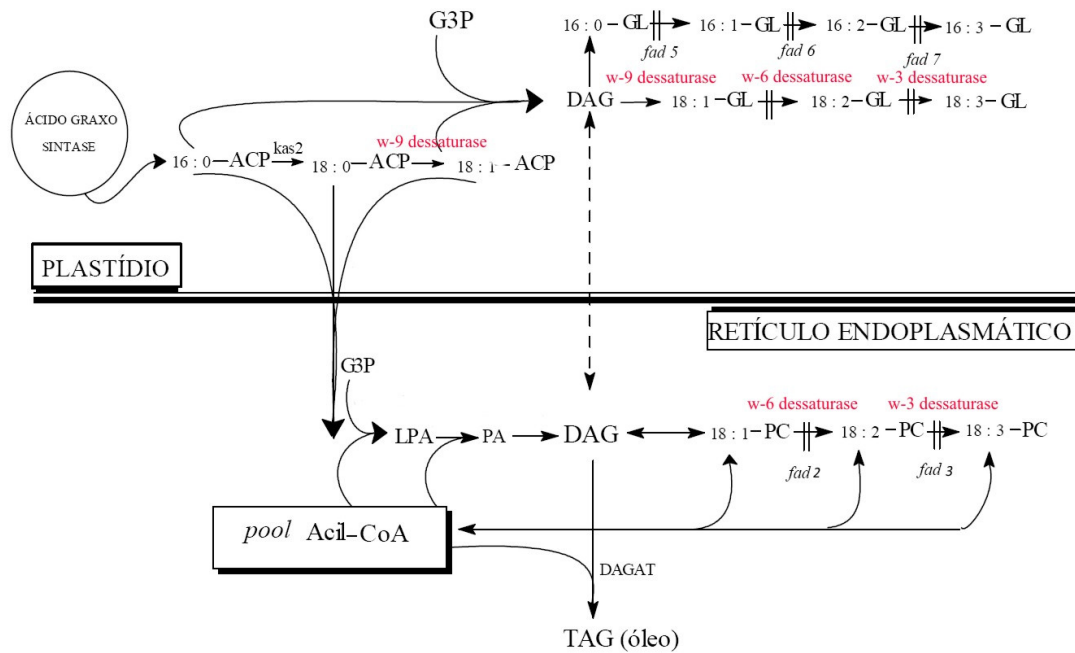 G3P
16 : 0 – GL
16 : 1 – GL
16 : 2 – GL
16 : 3 – GL
fad 5
fad 6
fad 7
w-9 dessaturase
w-6 dessaturase
w-3 dessaturase
DAG
18 : 1 – GL
18 : 2 – GL
18 : 3 – GL
ÁCIDO GRAXO
SINTASE
16 : 0 – ACP
kas2
18 : 0 – ACP
w-9 dessaturase
18 : 1 – ACP
PLASTÍDIO
RETÍCULO ENDOPLASMÁTICO
G3P
w-6 dessaturase
w-3 dessaturase
LPA
PA
DAG
18 : 1 – PC
18 : 2 – PC
18 : 3 – PC
fad 2
fad 3
pool Acil–CoA
DAGAT
TAG (óleo)